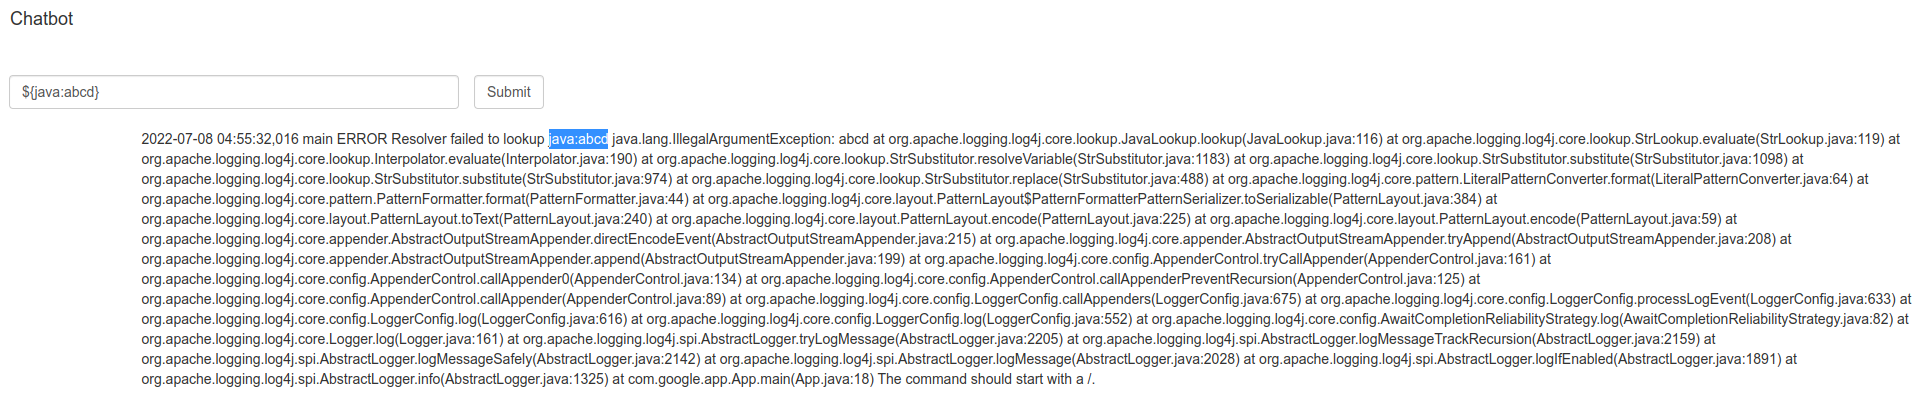 Chatbot
${java:abcd}
Submit
2022-07-08 04:55:32,016 main ERROR Resolver failed to lookup java:abcd java.lang.IllegalArgumentException: abcd at org.apache.logging.log4j.core.lookup.JavaLookup.lookup(JavaLookup.java:116) at org.apache.logging.log4j.core.lookup.StrLookup.evaluate(StrLookup.java:119) at
org.apache.logging.log4j.core.lookup.Interpolator.evaluate(Interpolator.java:190) at org.apache.logging.log4j.core.lookup.StrSubstitutor.resolveVariable(StrSubstitutor.java:1183) at org.apache.logging.log4j.core.lookup.StrSubstitutor.substitute(StrSubstitutor.java:1098) at
org.apache.logging.log4j.core.lookup.StrSubstitutor.substitute(StrSubstitutor.java:974) at org.apache.logging.log4j.core.lookup.StrSubstitutor.replace(StrSubstitutor.java:488) at org.apache.logging.log4j.core.pattern.LiteralPatternConverter.format(LiteralPatternConverter.java:64) at
org.apache.logging.log4j.core.pattern.PatternFormatter.format(PatternFormatter.java:44) at org.apache.logging.log4j.core.layout.PatternLayout$PatternFormatterPatternSerializer.toSerializable(PatternLayout.java:384) at
org.apache.logging.log4j.core.layout.PatternLayout.toText(PatternLayout.java:240) at org.apache.logging.log4j.core.layout.PatternLayout.encode(PatternLayout.java:225) at org.apache.logging.log4j.core.layout.PatternLayout.encode(PatternLayout.java:59) at
org.apache.logging.log4j.core.appender.AbstractOutputStreamAppender.directEncodeEvent(AbstractOutputStreamAppender.java:215) at org.apache.logging.log4j.core.appender.AbstractOutputStreamAppender.tryAppend(AbstractOutputStreamAppender.java:208) at
org.apache.logging.log4j.core.appender.AbstractOutputStreamAppender.append(AbstractOutputStreamAppender.java:199) at org.apache.logging.log4j.core.config.AppenderControl.tryCallAppender(AppenderControl.java:161) at
org.apache.logging.log4j.core.config.AppenderControl.callAppender0(AppenderControl.java:134) at org.apache.logging.log4j.core.config.AppenderControl.callAppenderPreventRecursion(AppenderControl.java:125) at
org.apache.logging.log4j.core.config.AppenderControl.callAppender(AppenderControl.java:89) at org.apache.logging.log4j.core.config.LoggerConfig.callAppenders(LoggerConfig.java:675) at org.apache.logging.log4j.core.config.LoggerConfig.processLogEvent(LoggerConfig.java:633) at
org.apache.logging.log4j.core.config.LoggerConfig.log(LoggerConfig.java:616) at org.apache.logging.log4j.core.config.LoggerConfig.log(LoggerConfig.java:552) at org.apache.logging.log4j.core.config.AwaitCompletionReliabilityStrategy.log(AwaitCompletionReliabilityStrategy.java:82) at
org.apache.logging.log4j.core.Logger.log(Logger.java:161) at org.apache.logging.log4j.spi.AbstractLogger.tryLogMessage(AbstractLogger.java:2205) at org.apache.logging.log4j.spi.AbstractLogger.logMessageTrackRecursion(AbstractLogger.java:2159) at
org.apache.logging.log4j.spi.AbstractLogger.logMessageSafely(AbstractLogger.java:2142) at org.apache.logging.log4j.spi.AbstractLogger.logMessage(AbstractLogger.java:2028) at org.apache.logging.log4j.spi.AbstractLogger.logIfEnabled(AbstractLogger.java:1891) at
org.apache.logging.log4j.spi.AbstractLogger.info(AbstractLogger.java:1325) at com.google.app.App.main(App.java:18) The command should start with a /.